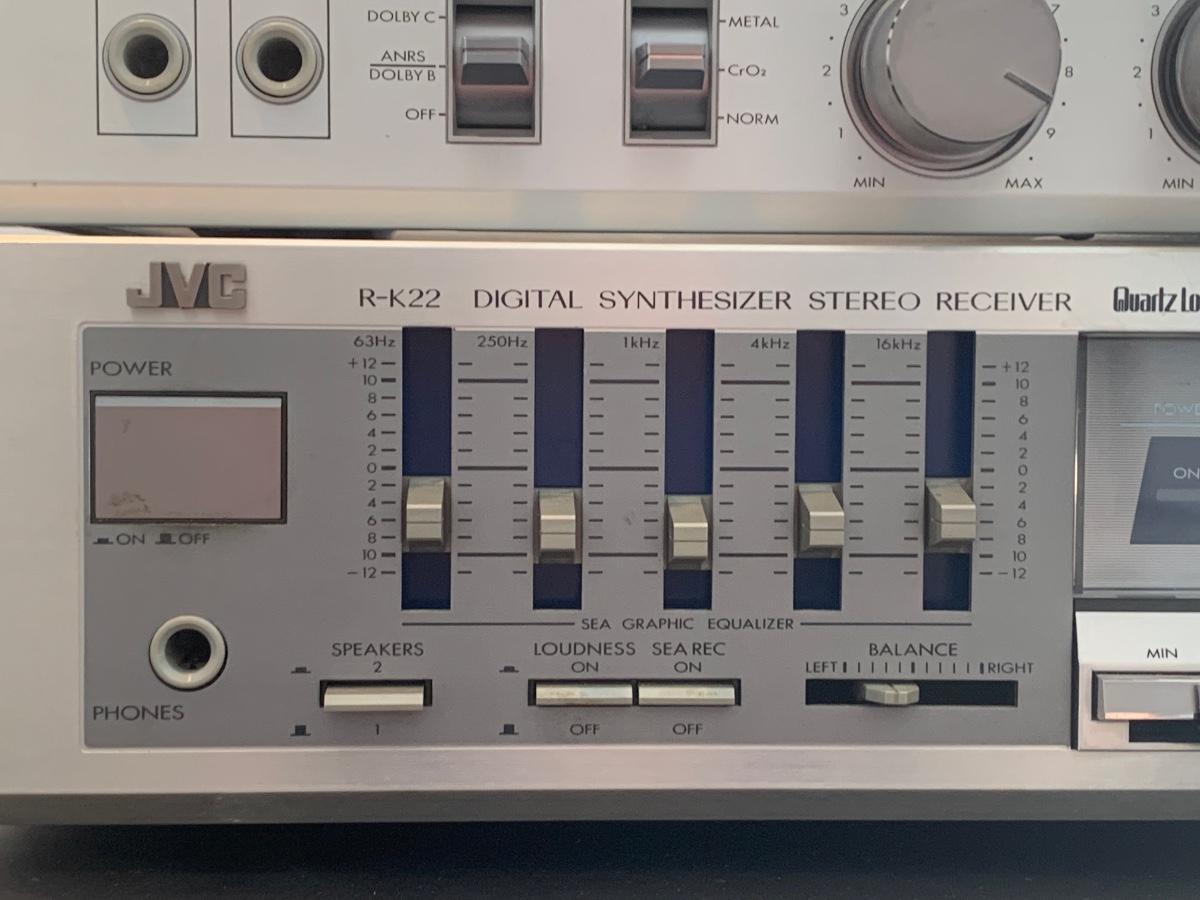 DOLBY C
ANRS
DOLBY B
OFF
METAL
CrO₂
NORM
3
2
1
MIN
7
8
9
MAX
3
2
1
MIN
JVC
R-K22 DIGITAL SYNTHESIZER STEREO RECEIVER
Quartz Lo
POWER
ON OFF
PHONES
63Hz 250Hz 1kHz 4kHz 16kHz
+12 +12
10 10
8 8
6 6
4 4
2 2
0 0
2 2
4 4
6 6
8 8
10 10
-12 -12
SEA GRAPHIC EQUALIZER
SPEAKERS
2
1
LOUDNESS SEA REC
ON ON
OFF OFF
BALANCE
LEFT RIGHT
POWE
ON
MIN